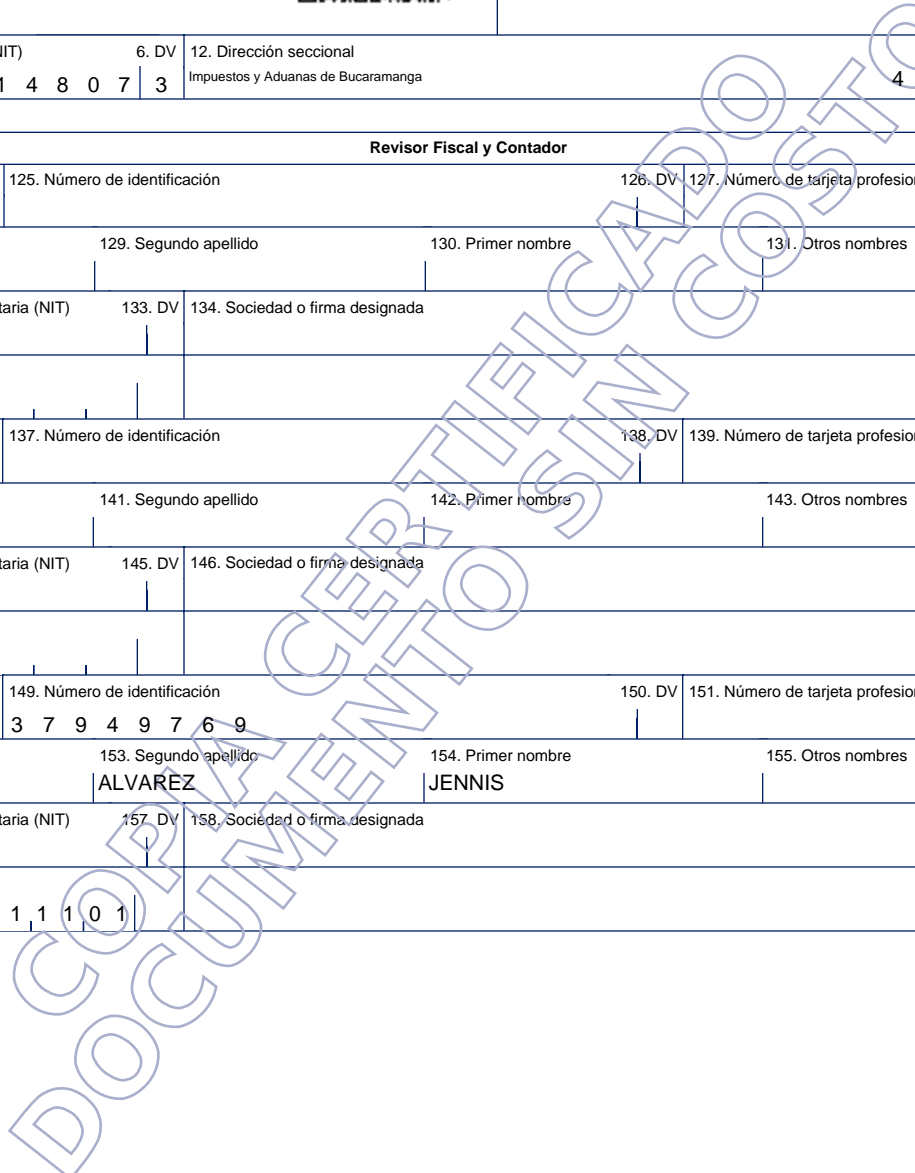 NIT) 6. DV 12. Dirección seccional
1 4 8 0 7 3 Impuestos y Aduanas de Bucaramanga 4
Revisor Fiscal y Contador
125. Número de identificación 126. DV 127. Número de tarjeta profesion
129. Segundo apellido 130. Primer nombre 131. Otros nombres
taria (NIT) 133. DV 134. Sociedad o firma designada
137. Número de identificación 138. DV 139. Número de tarjeta profesion
141. Segundo apellido 142. Primer nombre 143. Otros nombres
taria (NIT) 145. DV 146. Sociedad o firma designada
149. Número de identificación 150. DV 151. Número de tarjeta profesion
3 7 9 4 9 7 6 9
153. Segundo apellido 154. Primer nombre 155. Otros nombres
ALVAREZ JENNIS
taria (NIT) 157. DV 158. Sociedad o firma designada
1 1 1 0 1
COPIA CERTIFICADO
DOCUMENTO SIN COSTO